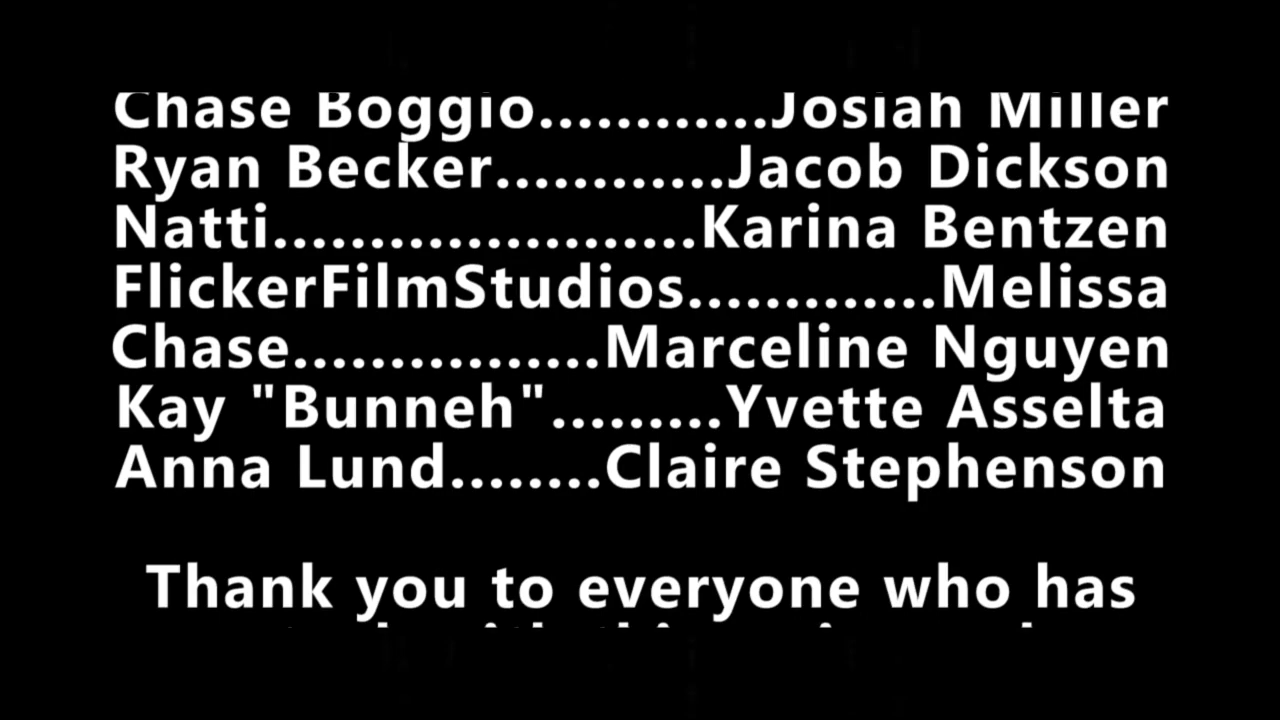 Chase Boggio............Josiah Miller
Ryan Becker............Jacob Dickson
Natti......................Karina Bentzen
FlickerFilmStudios.............Melissa
Chase................Marceline Nguyen
Kay "Bunneh".........Yvette Asselta
Anna Lund........Claire Stephenson
Thank you to everyone who has